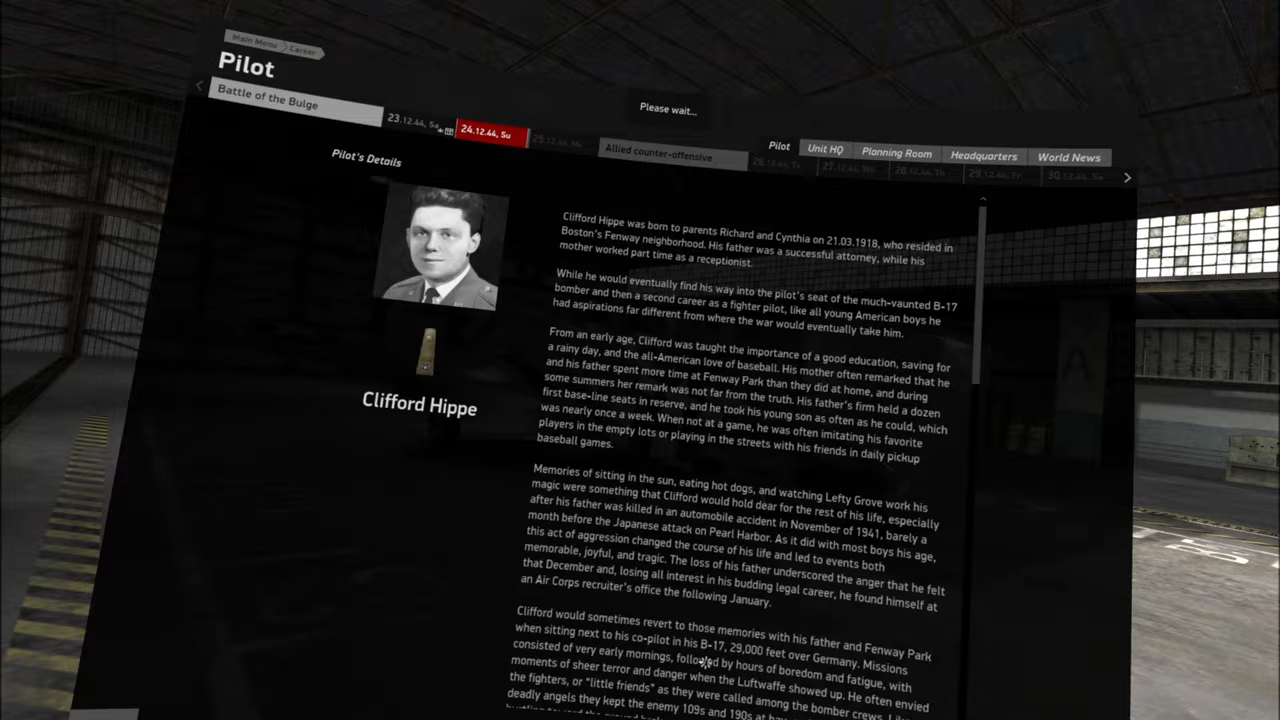 Main Menu Career
Pilot
Please wait...
Battle of the Bulge
23.12.44, Sa
24.12.44, Su
25.12.44, Mo
Allied counter-offensive
Pilot
Unit HQ
Planning Room
Headquarters
World News
26.12.44, Tu
27.12.44, We
28.12.44, Th
29.12.44, Fr
30.12.44, Sa
Pilot's Details
Clifford Hippe
Clifford Hippe was born to parents Richard and Cynthia on 21.03.1918, who resided in
Boston's Fenway neighborhood. His father was a successful attorney, while his
mother worked part time as a receptionist.
While he would eventually find his way into the pilot's seat of the much-vaunted B-17
bomber and then a second career as a fighter pilot, like all young American boys he
had aspirations far different from where the war would eventually take him.
From an early age, Clifford was taught the importance of a good education, saving for
a rainy day, and the all-American love of baseball. His mother often remarked that he
and his father spent more time at Fenway Park than they did at home, and during
some summers her remark was not far from the truth. His father's firm held a dozen
first base-line seats in reserve, and he took his young son as often as he could, which
was nearly once a week. When not at a game, he was often imitating his favorite
players in the empty lots or playing in the streets with his friends in daily pickup
baseball games.
Memories of sitting in the sun, eating hot dogs, and watching Lefty Grove work his
magic were something that Clifford would hold dear for the rest of his life, especially
after his father was killed in an automobile accident in November of 1941, barely a
month before the Japanese attack on Pearl Harbor. As it did with most boys his age,
this act of aggression changed the course of his life and led to events both
memorable, joyful, and tragic. The loss of his father underscored the anger that he felt
that December and, losing all interest in his budding legal career, he found himself at
an Air Corps recruiter's office the following January.
Clifford would sometimes revert to those memories with his father and Fenway Park
when sitting next to his co-pilot in his B-17, 29,000 feet over Germany. Missions
consisted of very early mornings, followed by hours of boredom and fatigue, with
moments of sheer terror and danger when the Luftwaffe showed up. He often envied
the fighters, or "little friends" as they were called among the bomber crews. Like
deadly angels they kept the enemy 109s and 190s at bay